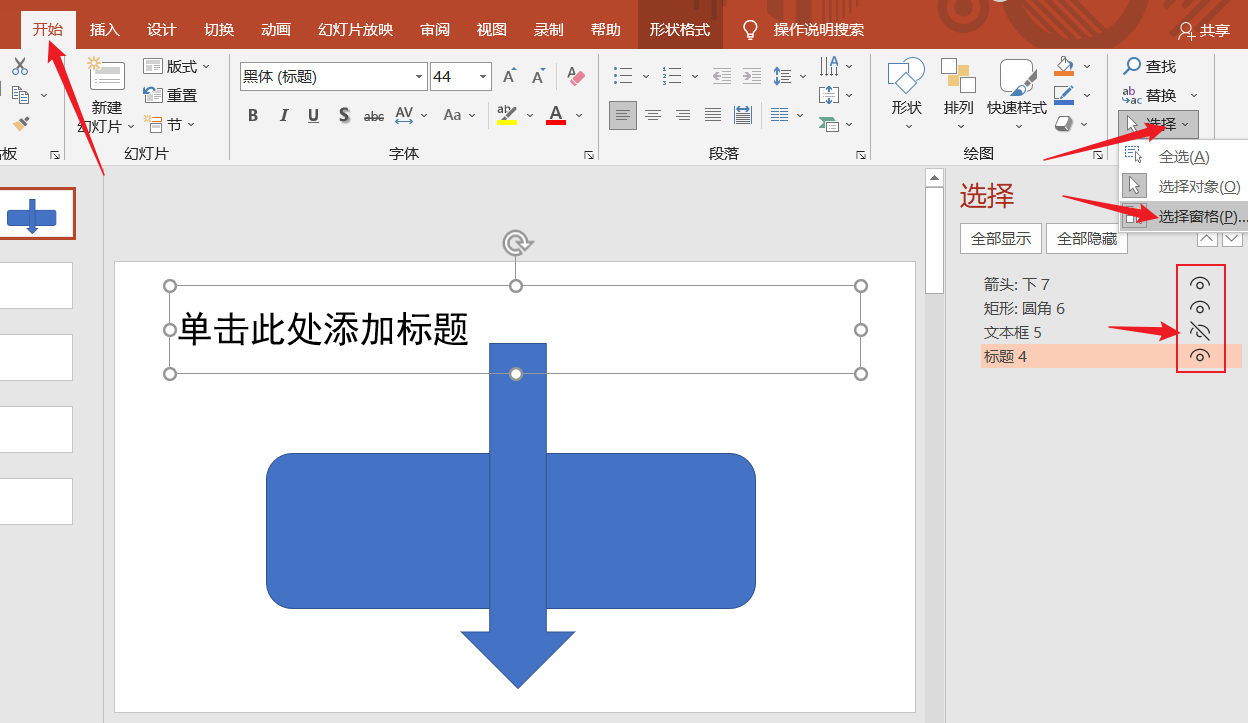 开始 插入 设计 切换 动画 幻灯片放映 审阅 视图 录制 帮助 形状格式 操作说明搜索 共享
新建
幻灯片
版式
重置
节
幻灯片
黑体 (标题) 44
B I U S abc AV Aa A
字体
段落
形状 排列 快速样式
绘图
查找
替换
选择
全选(A)
选择对象(O)
选择窗格(P)...
选择
全部显示 全部隐藏
箭头: 下 7
矩形: 圆角 6
文本框 5
标题 4
单击此处添加标题